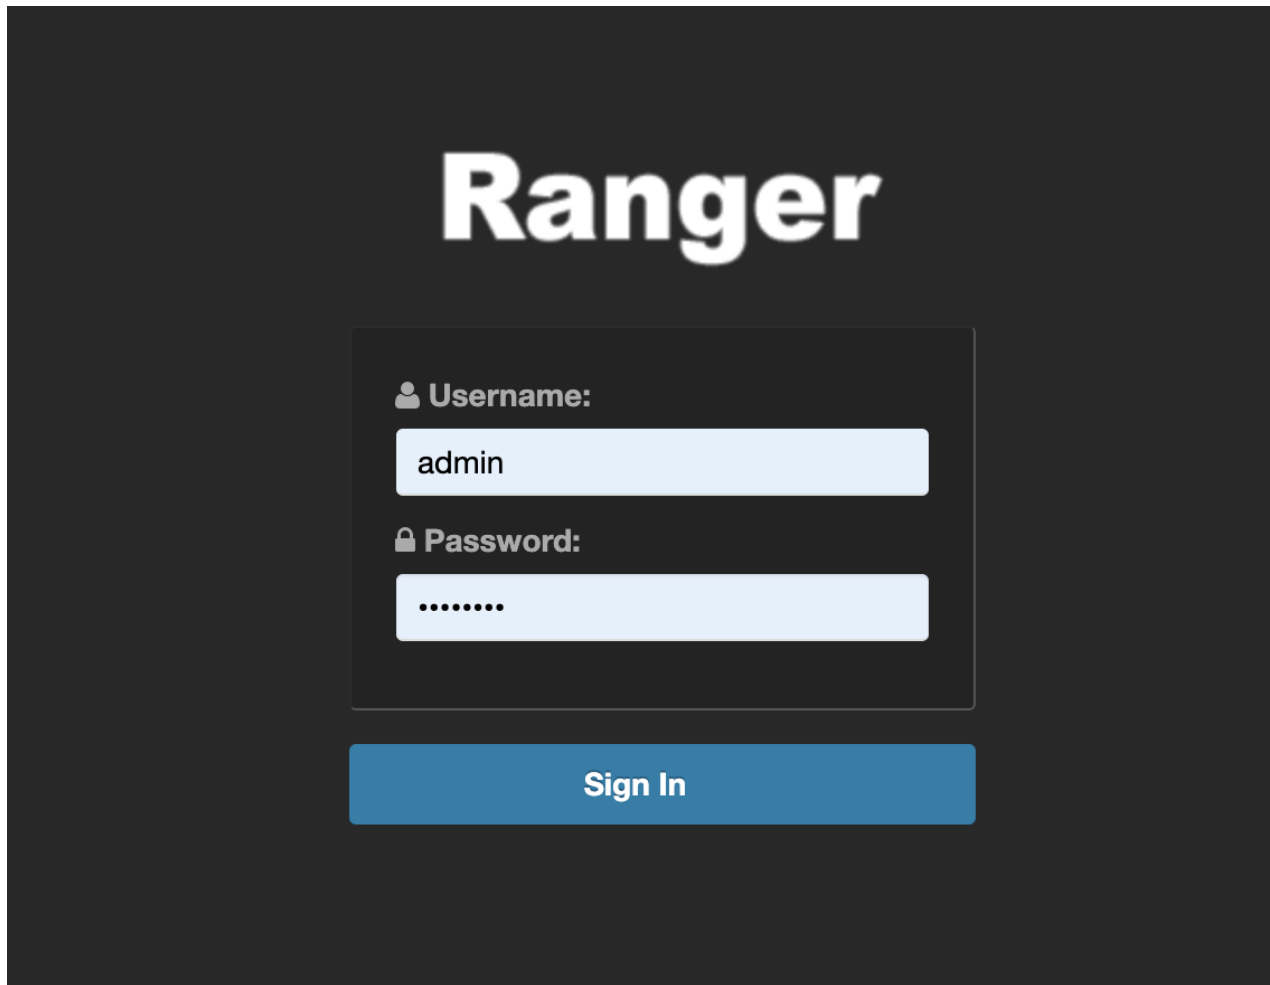 Ranger
Username:
admin
Password:
••••••••
Sign In